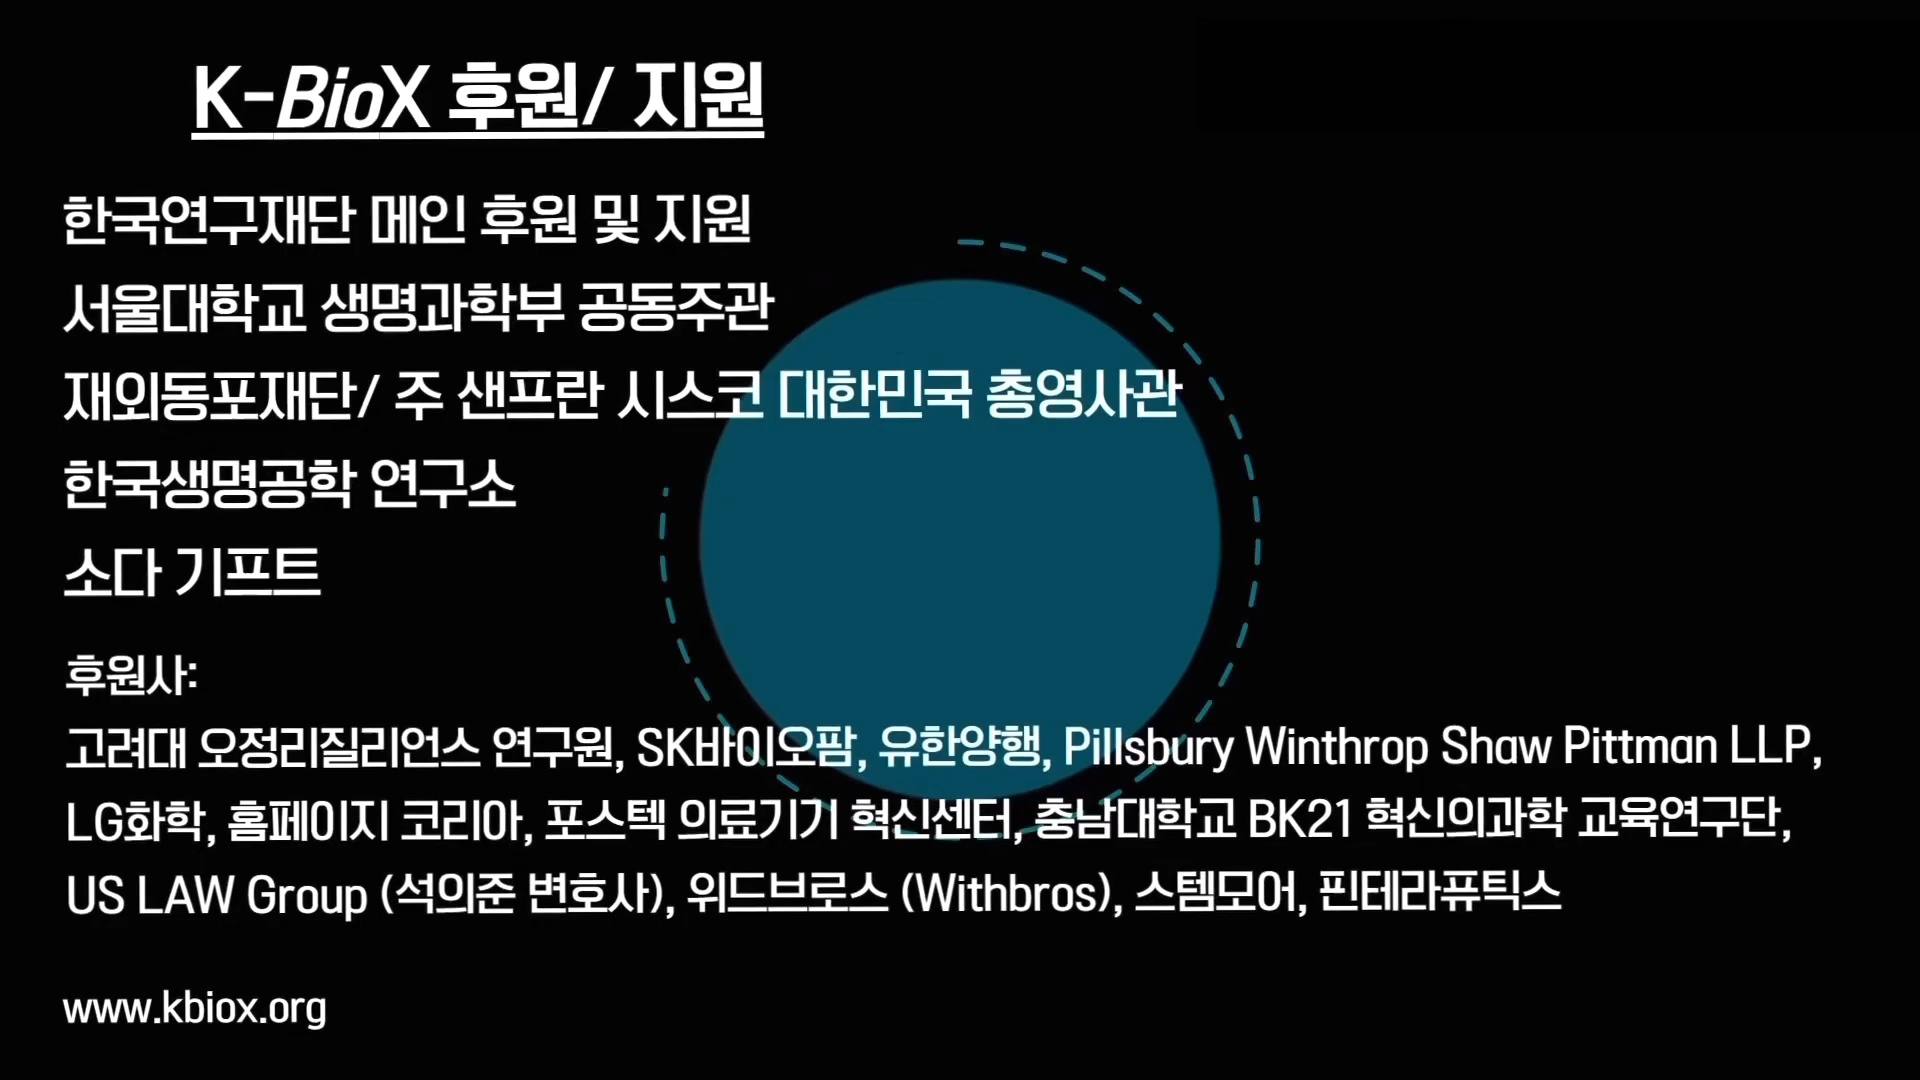 K-BioX 후원/ 지원
한국연구재단 메인 후원 및 지원
서울대학교 생명과학부 공동주관
재외동포재단/ 주 샌프란 시스코 대한민국 총영사관
한국생명공학 연구소
소다 기프트
후원사:
고려대 오정리질리언스 연구원, SK바이오팜, 유한양행, Pillsbury Winthrop Shaw Pittman LLP,
LG화학, 홈페이지 코리아, 포스텍 의료기기 혁신센터, 충남대학교 BK21 혁신의과학 교육연구단,
US LAW Group (석의준 변호사), 위드브로스 (Withbros), 스템모어, 핀테라퓨틱스
www.kbiox.org